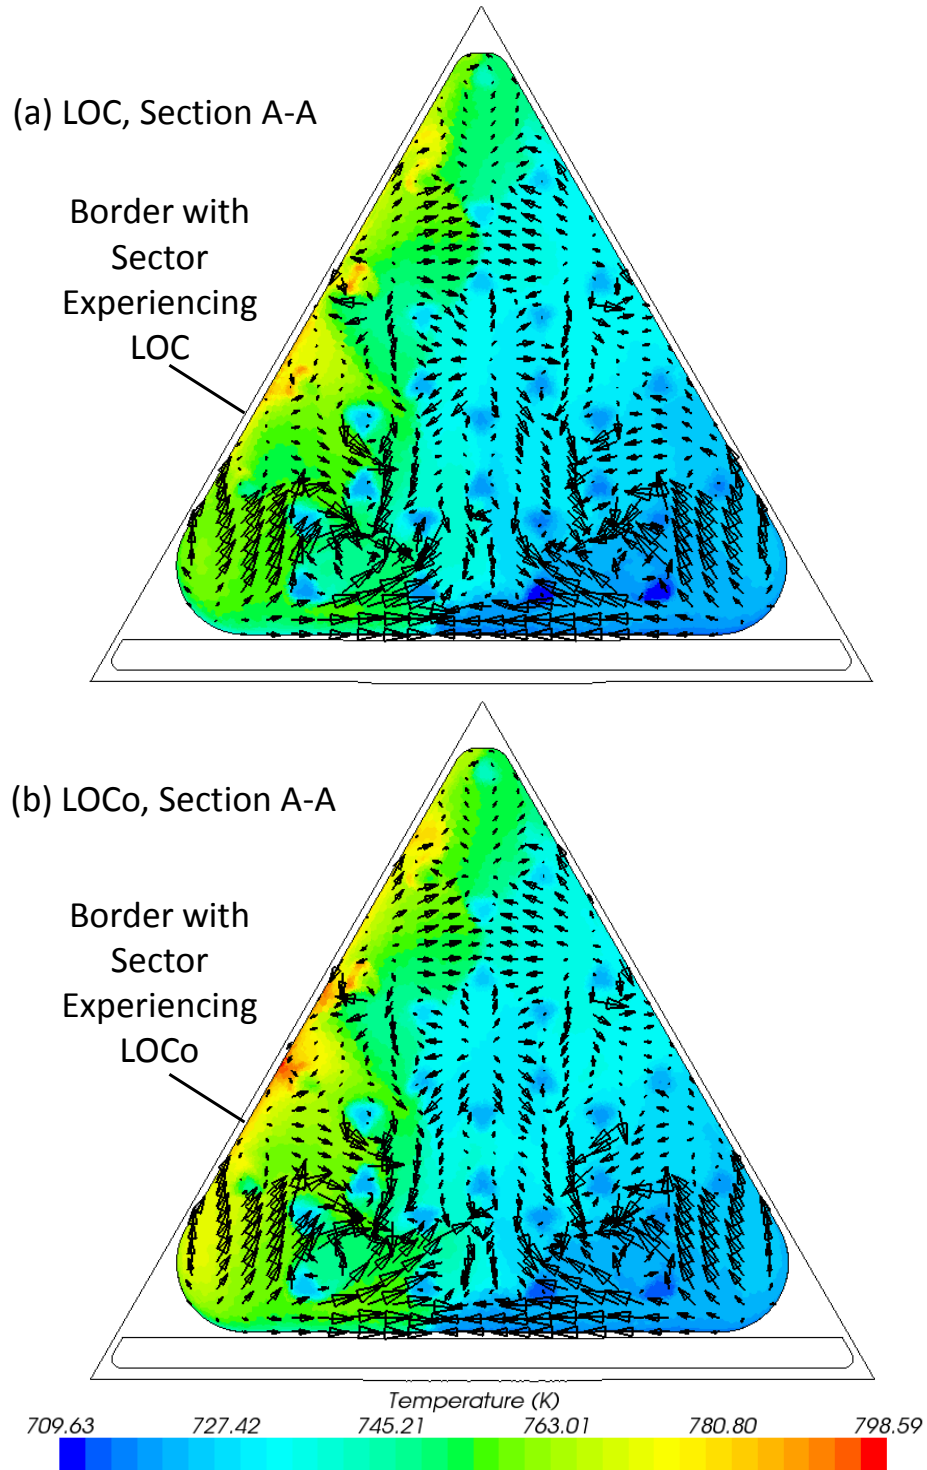 (a) LOC, Section A-A
Border with
Sector
Experiencing
LOC
(b) LOCo, Section A-A
Border with
Sector
Experiencing
LOCo
Temperature (K)
709.63 727.42 745.21 763.01 780.80 798.59